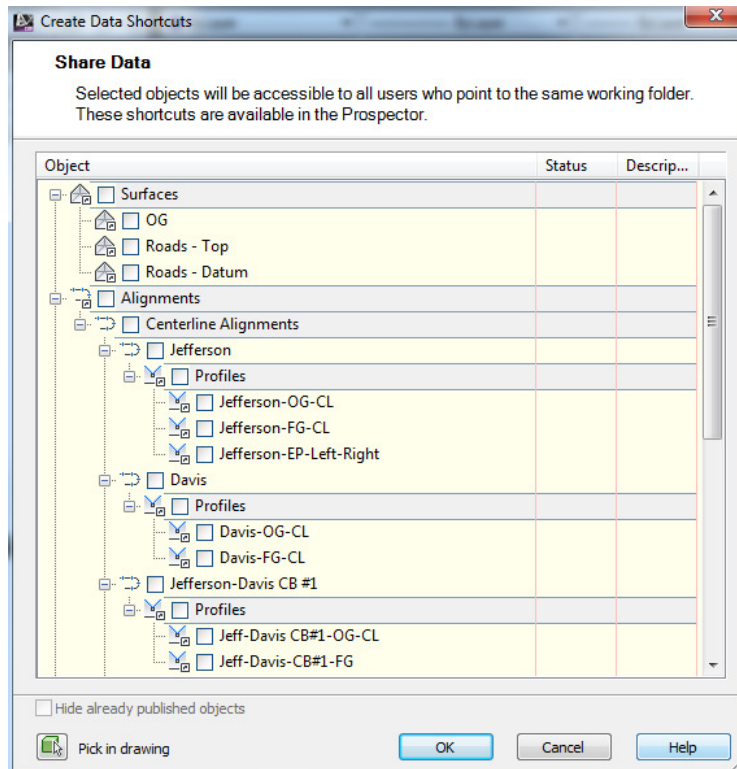 Create Data Shortcuts
Share Data
Selected objects will be accessible to all users who point to the same working folder.
These shortcuts are available in the Prospector.
Object Status Descrip...
Surfaces
OG
Roads - Top
Roads - Datum
Alignments
Centerline Alignments
Jefferson
Profiles
Jefferson-OG-CL
Jefferson-FG-CL
Jefferson-EP-Left-Right
Davis
Profiles
Davis-OG-CL
Davis-FG-CL
Jefferson-Davis CB #1
Profiles
Jeff-Davis CB#1-OG-CL
Jeff-Davis-CB#1-FG
Hide already published objects
Pick in drawing OK Cancel Help